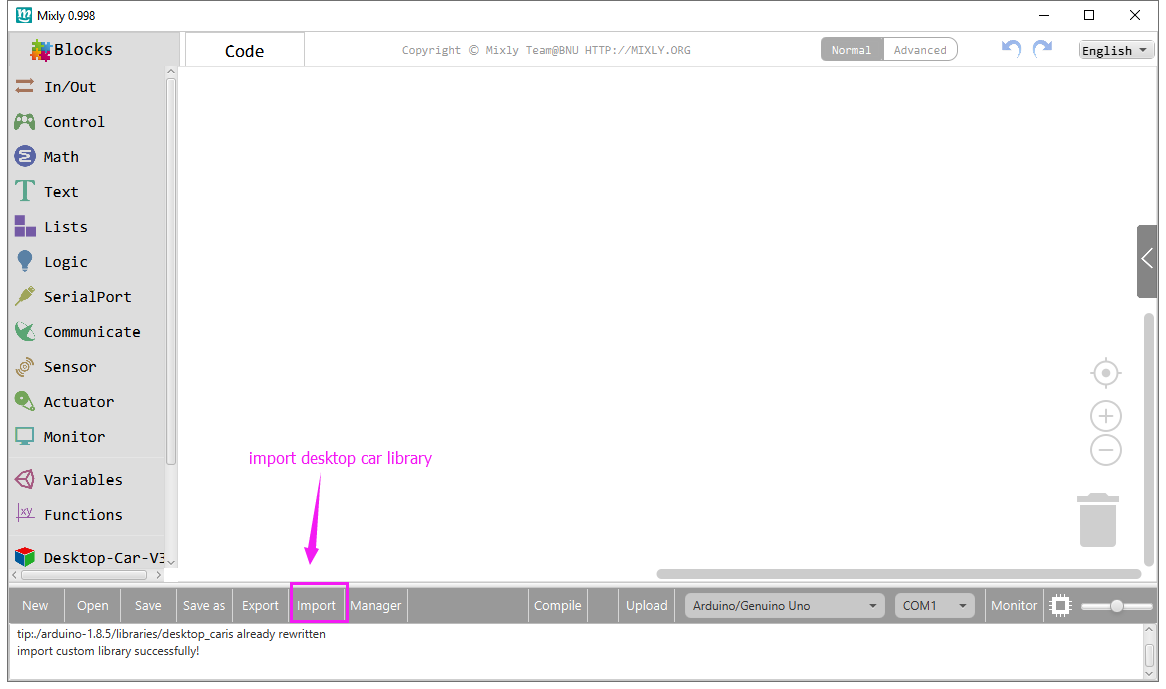 Mixly 0.998
Blocks
Code
Copyright © Mixly Team@BNU HTTP://MIXLY.ORG
Normal
Advanced
English
In/Out
Control
Math
Text
Lists
Logic
SerialPort
Communicate
Sensor
Actuator
Monitor
Variables
xy
Functions
Desktop-Car-V3
import desktop car library
New
Open
Save
Save as
Export
Import
Manager
Compile
Upload
Arduino/Genuino Uno
COM1
Monitor
tip:./arduino-1.8.5/libraries/desktop_caris already rewritten
import custom library successfully!